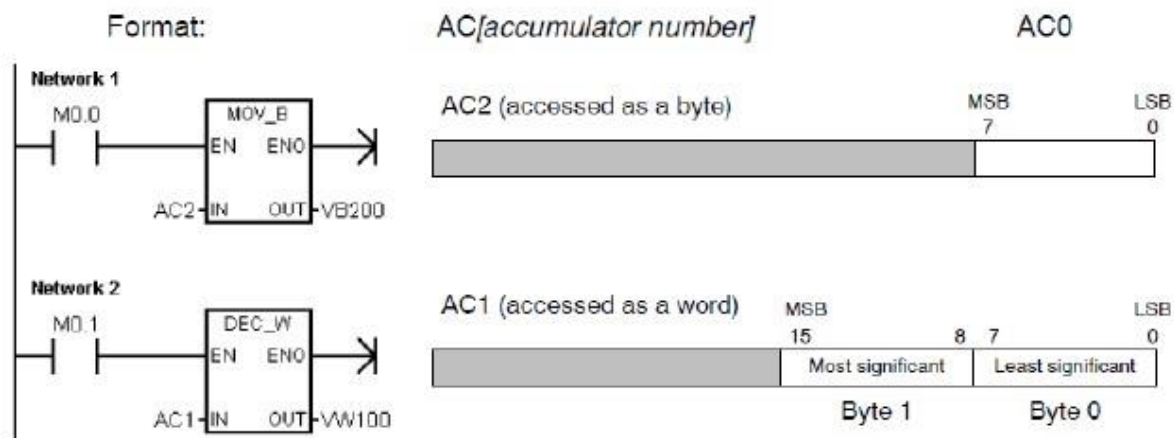 Format: AC[accumulator number] AC0
Network 1
M0.0
MOV_B
EN ENO
AC2 IN OUT VB200
AC2 (accessed as a byte)
MSB LSB
7 0
Network 2
M0.1
DEC_W
EN ENO
AC1 IN OUT VW100
AC1 (accessed as a word)
MSB LSB
15 8 7 0
Most significant Least significant
Byte 1 Byte 0